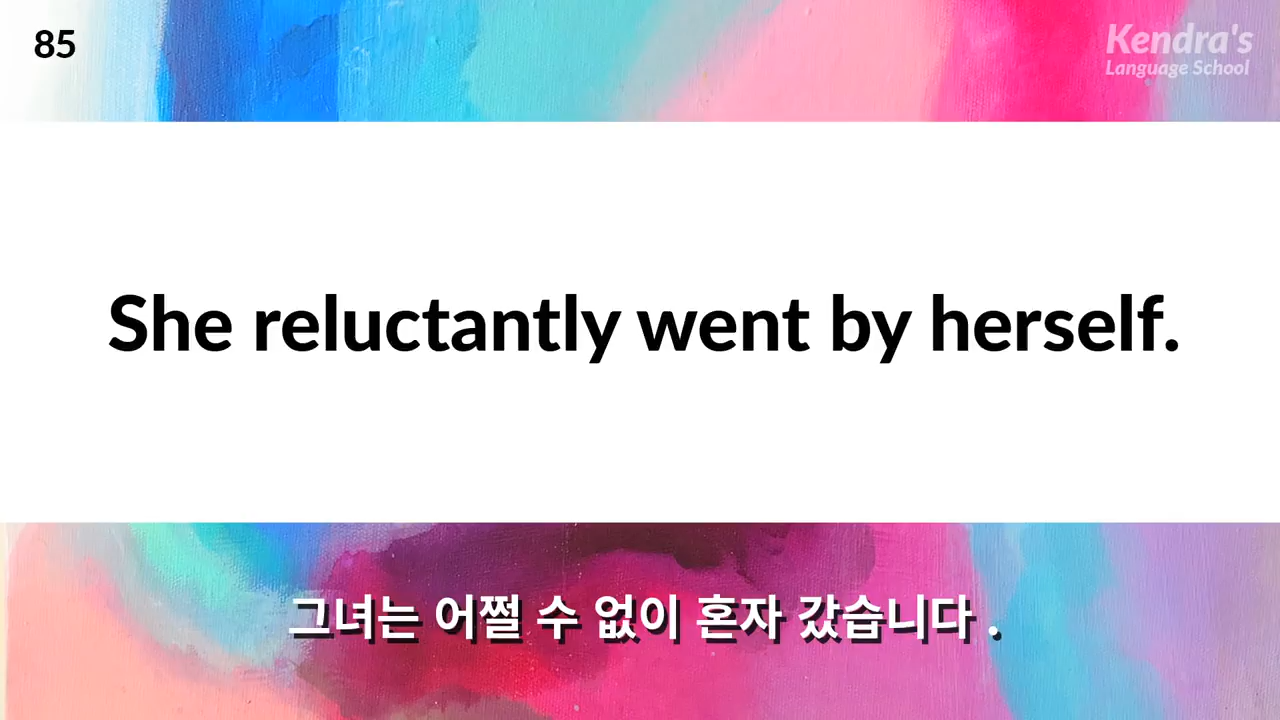 85
Kendra's
Language School
She reluctantly went by herself.
그녀는 어쩔 수 없이 혼자 갔습니다 .